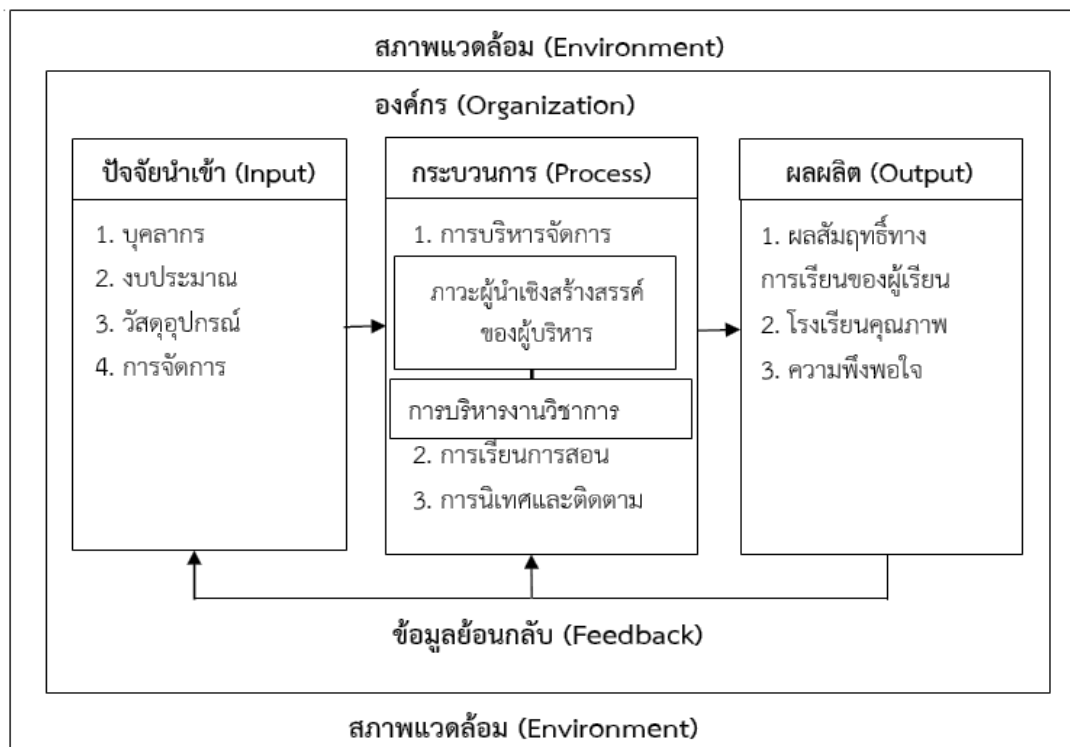 สภาพแวดล้อม (Environment)
องค์กร (Organization)
ปัจจัยนำเข้า (Input)
1. บุคลากร
2. งบประมาณ
3. วัสดุอุปกรณ์
4. การจัดการ
กระบวนการ (Process)
1. การบริหารจัดการ
ภาวะผู้นำเชิงสร้างสรรค์
ของผู้บริหาร
การบริหารงานวิชาการ
2. การเรียนการสอน
3. การนิเทศและติดตาม
ผลผลิต (Output)
1. ผลสัมฤทธิ์ทาง
การเรียนของผู้เรียน
2. โรงเรียนคุณภาพ
3. ความพึงพอใจ
ข้อมูลย้อนกลับ (Feedback)
สภาพแวดล้อม (Environment)